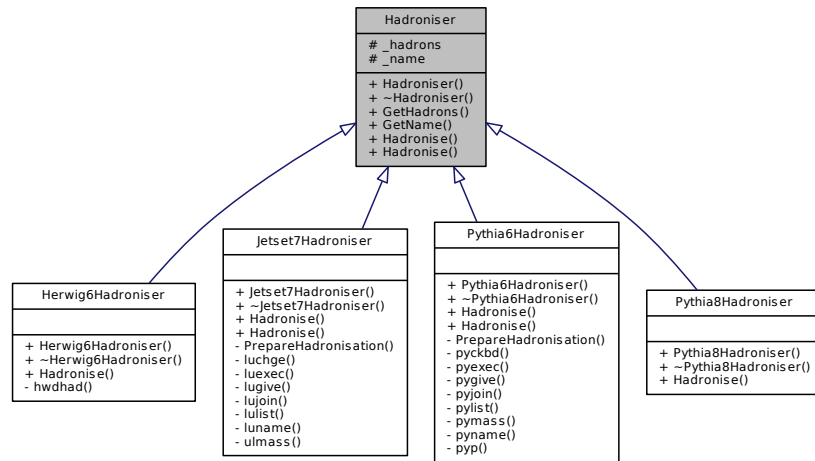 Hadroniser
# _hadrons
# _name
+ Hadroniser()
+ ~Hadroniser()
+ GetHadrons()
+ GetName()
+ Hadronise()
+ Hadronise()
Herwig6Hadroniser
+ Herwig6Hadroniser()
+ ~Herwig6Hadroniser()
+ Hadronise()
- hwdhad()
Jetset7Hadroniser
+ Jetset7Hadroniser()
+ ~Jetset7Hadroniser()
+ Hadronise()
+ Hadronise()
- PrepareHadronisation()
- luchge()
- luexec()
- lugive()
- lujoin()
- lulist()
- luname()
- ulmass()
Pythia6Hadroniser
+ Pythia6Hadroniser()
+ ~Pythia6Hadroniser()
+ Hadronise()
+ Hadronise()
- PrepareHadronisation()
- pyckbd()
- pyexec()
- pygive()
- pyjoin()
- pylist()
- pymass()
- pyname()
- pyp()
Pythia8Hadroniser
+ Pythia8Hadroniser()
+ ~Pythia8Hadroniser()
+ Hadronise()